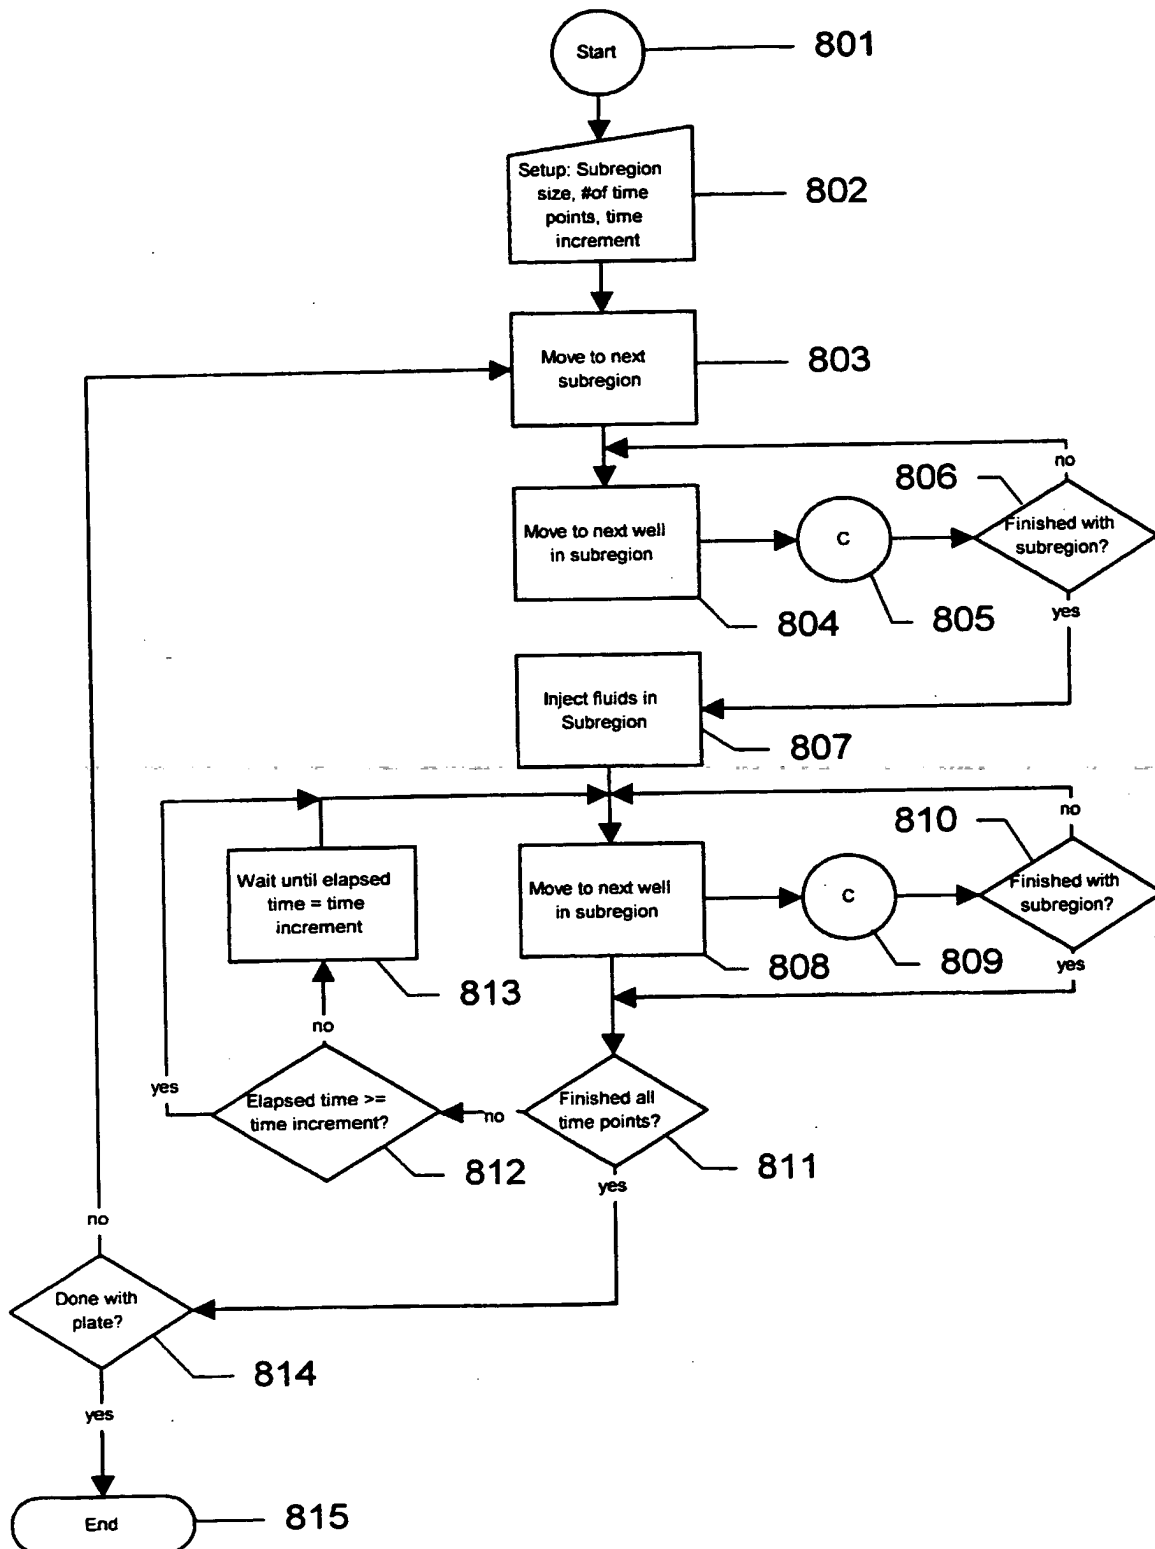 Start
801
Setup: Subregion
size, #of time
points, time
increment
802
Move to next
subregion
803
no
806
Move to next well
in subregion
C
Finished with
subregion?
804
805
yes
Inject fluids in
Subregion
807
no
810
Wait until elapsed
time = time
increment
Move to next well
in subregion
C
Finished with
subregion?
813
808
809
yes
no
yes
Elapsed time >=
time increment?
no
Finished all
time points?
812
811
yes
no
Done with
plate?
814
yes
End
815